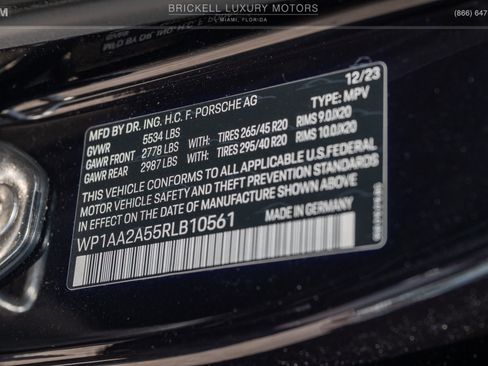 BRICKELL LUXURY MOTORS
MIAMI, FLORIDA
(866) 647
12/23
MFD BY DR. ING. H.C. F. PORSCHE AG
TYPE: MPV
GVWR 5534 LBS
GAWR FRONT 2778 LBS WITH: TIRES 265/45 R20 RIMS 9.0JX20
GAWR REAR 2987 LBS WITH: TIRES 295/40 R20 RIMS 10.0JX20
THIS VEHICLE CONFORMS TO ALL APPLICABLE U.S. FEDERAL
MOTOR VEHICLE SAFETY AND THEFT PREVENTION STANDARDS
IN EFFECT ON THE DATE OF MANUFACTURE SHOWN ABOVE.
WP1AA2A55RLB10561
MADE IN GERMANY